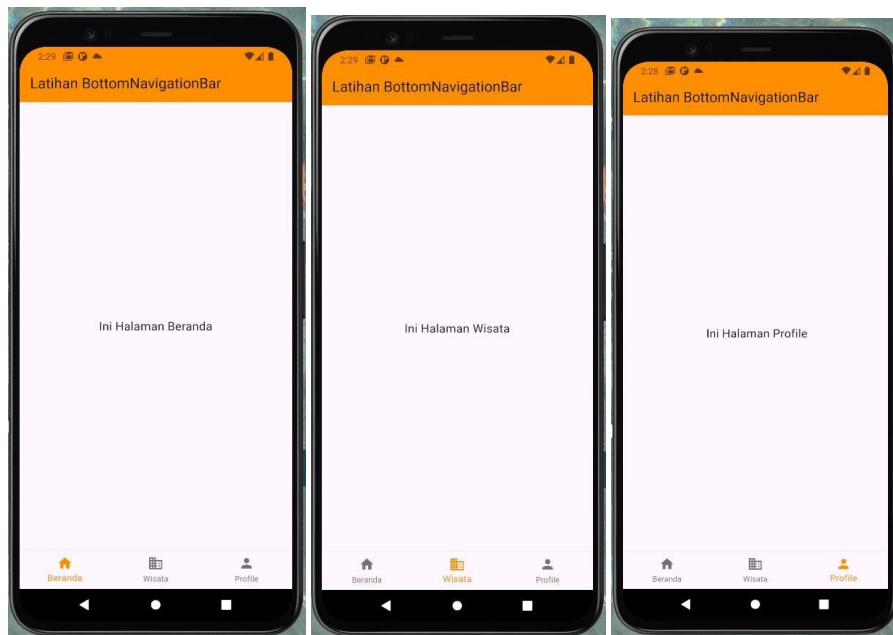 2:29
Latihan BottomNavigationBar
Ini Halaman Beranda
Beranda
Wisata
Profile
2:29
Latihan BottomNavigationBar
Ini Halaman Wisata
Beranda
Wisata
Profile
2:28
Latihan BottomNavigationBar
Ini Halaman Profile
Beranda
Wisata
Profile